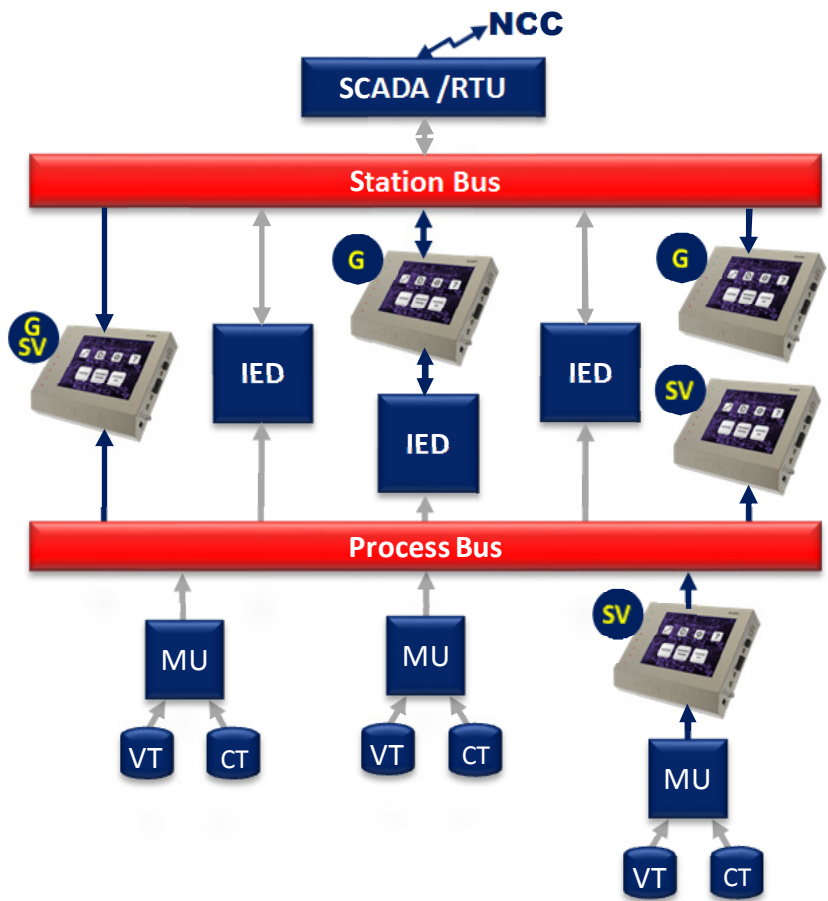 NCC
SCADA /RTU
Station Bus
G
G
G
SV
IED
IED
IED
SV
Process Bus
SV
MU
MU
VT
CT
VT
CT
MU
VT
CT